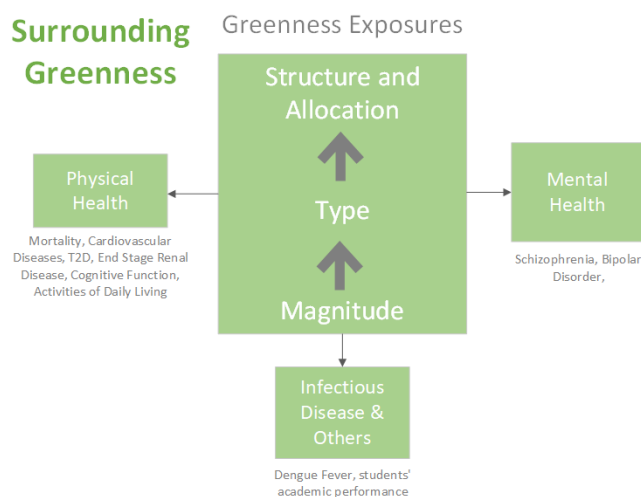 Surrounding
Greenness
Greenness Exposures
Structure and
Allocation
Type
Magnitude
Physical
Health
Mortality, Cardiovascular
Diseases, T2D, End Stage Renal
Disease, Cognitive Function,
Activities of Daily Living
Mental
Health
Schizophrenia, Bipolar
Disorder,
Infectious
Disease &
Others
Dengue Fever, students'
academic performance